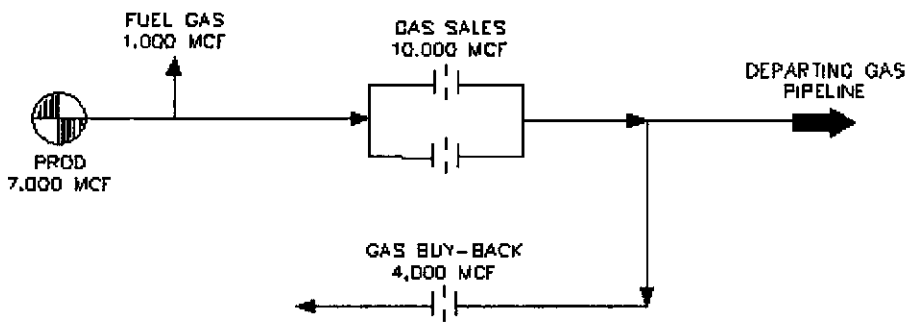 FUEL GAS
1.000 MCF
GAS SALES
10.000 MCF
DEPARTING GAS
PIPELINE
PROD
7.000 MCF
GAS BUY-BACK
4,000 MCF